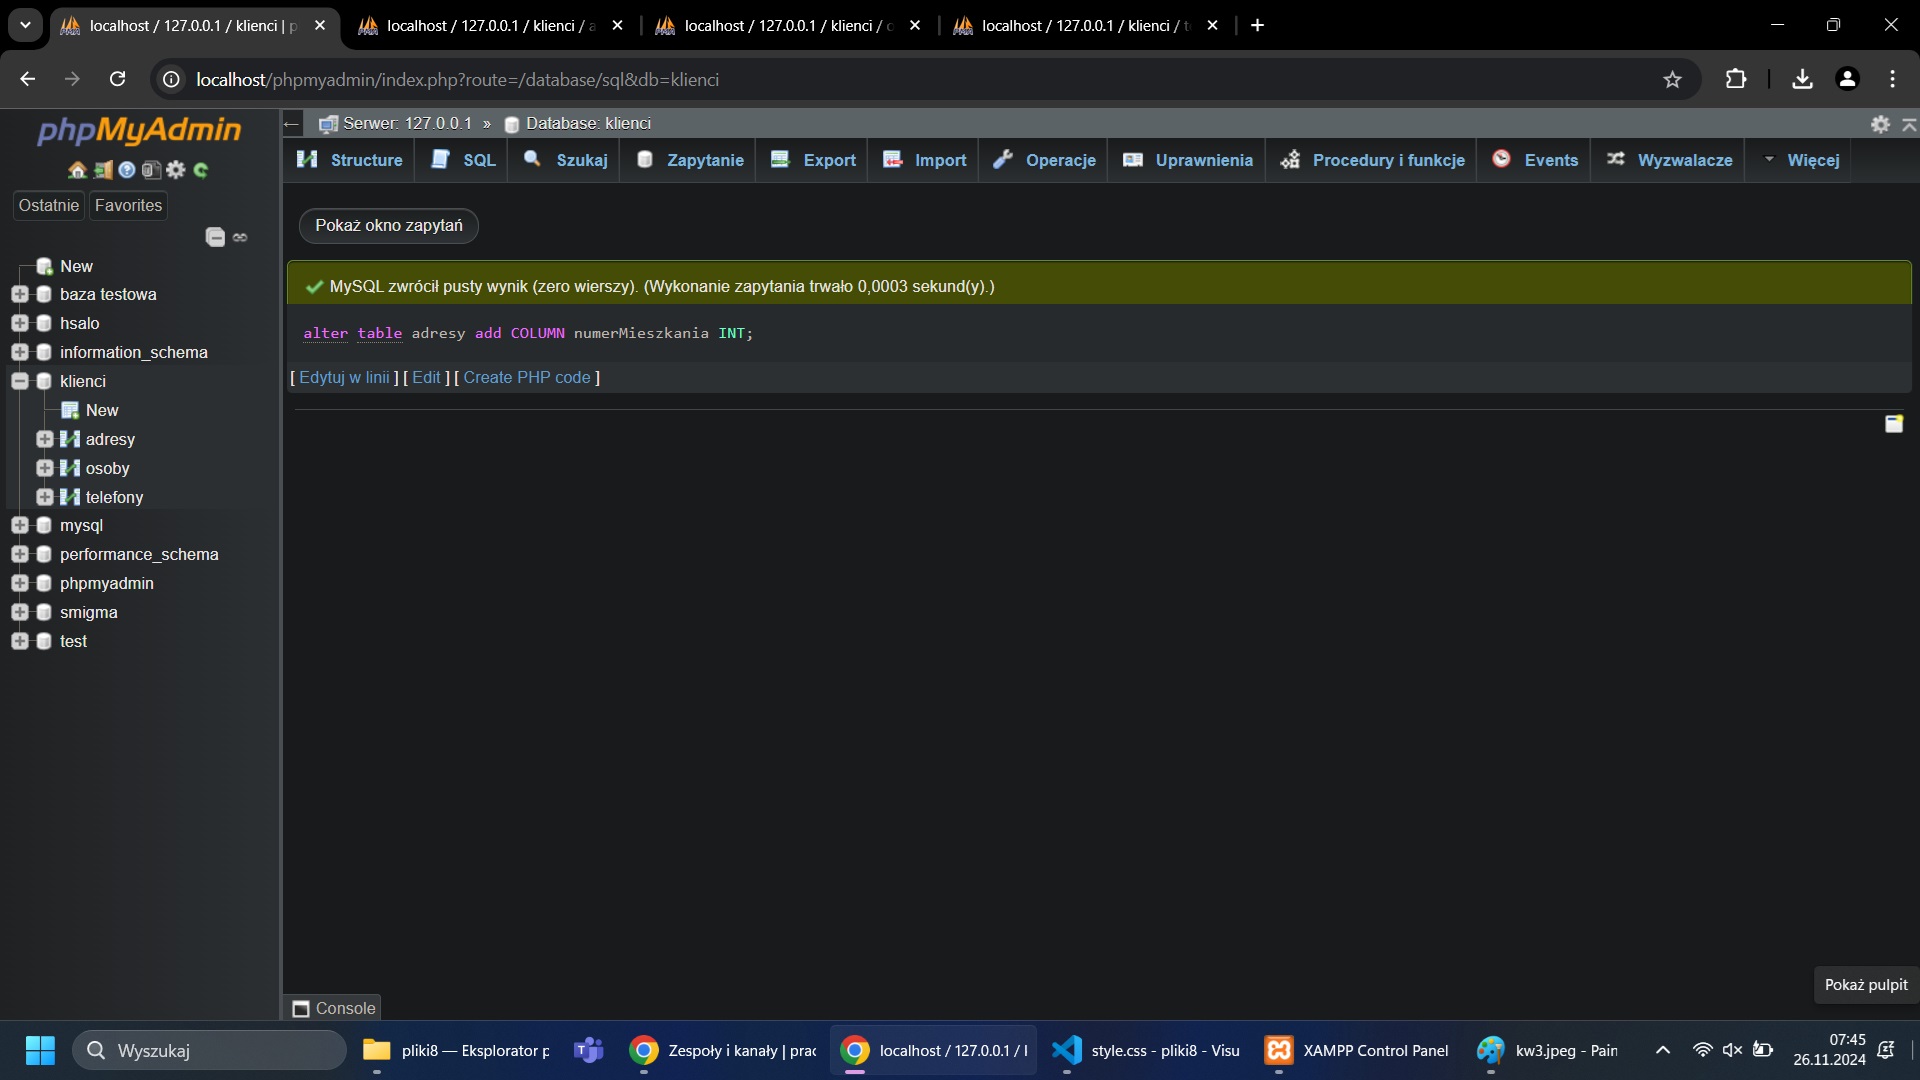 localhost / 127.0.0.1 / klienci | p
localhost / 127.0.0.1 / klienci / a
localhost / 127.0.0.1 / klienci / o
localhost / 127.0.0.1 / klienci / t
localhost/phpmyadmin/index.php?route=/database/sql&db=klienci
phpMyAdmin
Ostatnie
Favorites
New
baza testowa
hsalo
information_schema
klienci
New
adresy
osoby
telefony
mysql
performance_schema
phpmyadmin
smigma
test
Serwer: 127.0.0.1 » Database: klienci
Structure
SQL
Szukaj
Zapytanie
Export
Import
Operacje
Uprawnienia
Procedury i funkcje
Events
Wyzwalacze
Więcej
Pokaż okno zapytań
MySQL zwrócił pusty wynik (zero wierszy). (Wykonanie zapytania trwało 0,0003 sekund(y).)
alter table adresy add COLUMN numerMieszkania INT;
[ Edytuj w linii ] [ Edit ] [ Create PHP code ]
Console
Pokaż pulpit
Wyszukaj
pliki8 — Eksplorator p
Zespoły i kanały | prac
localhost / 127.0.0.1 / l
style.css - pliki8 - Visu
XAMPP Control Panel
kw3.jpeg - Pain
07:45
26.11.2024